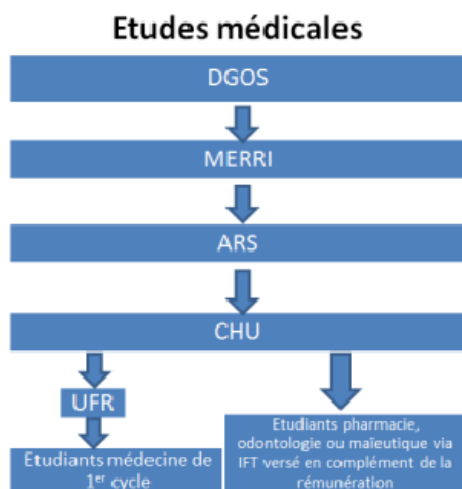 Etudes médicales
DGOS
MERRI
ARS
CHU
UFR
Etudiants médecine de
1er cycle
Etudiants pharmacie,
odontologie ou maïeutique via
IFT versé en complément de la
rémunération